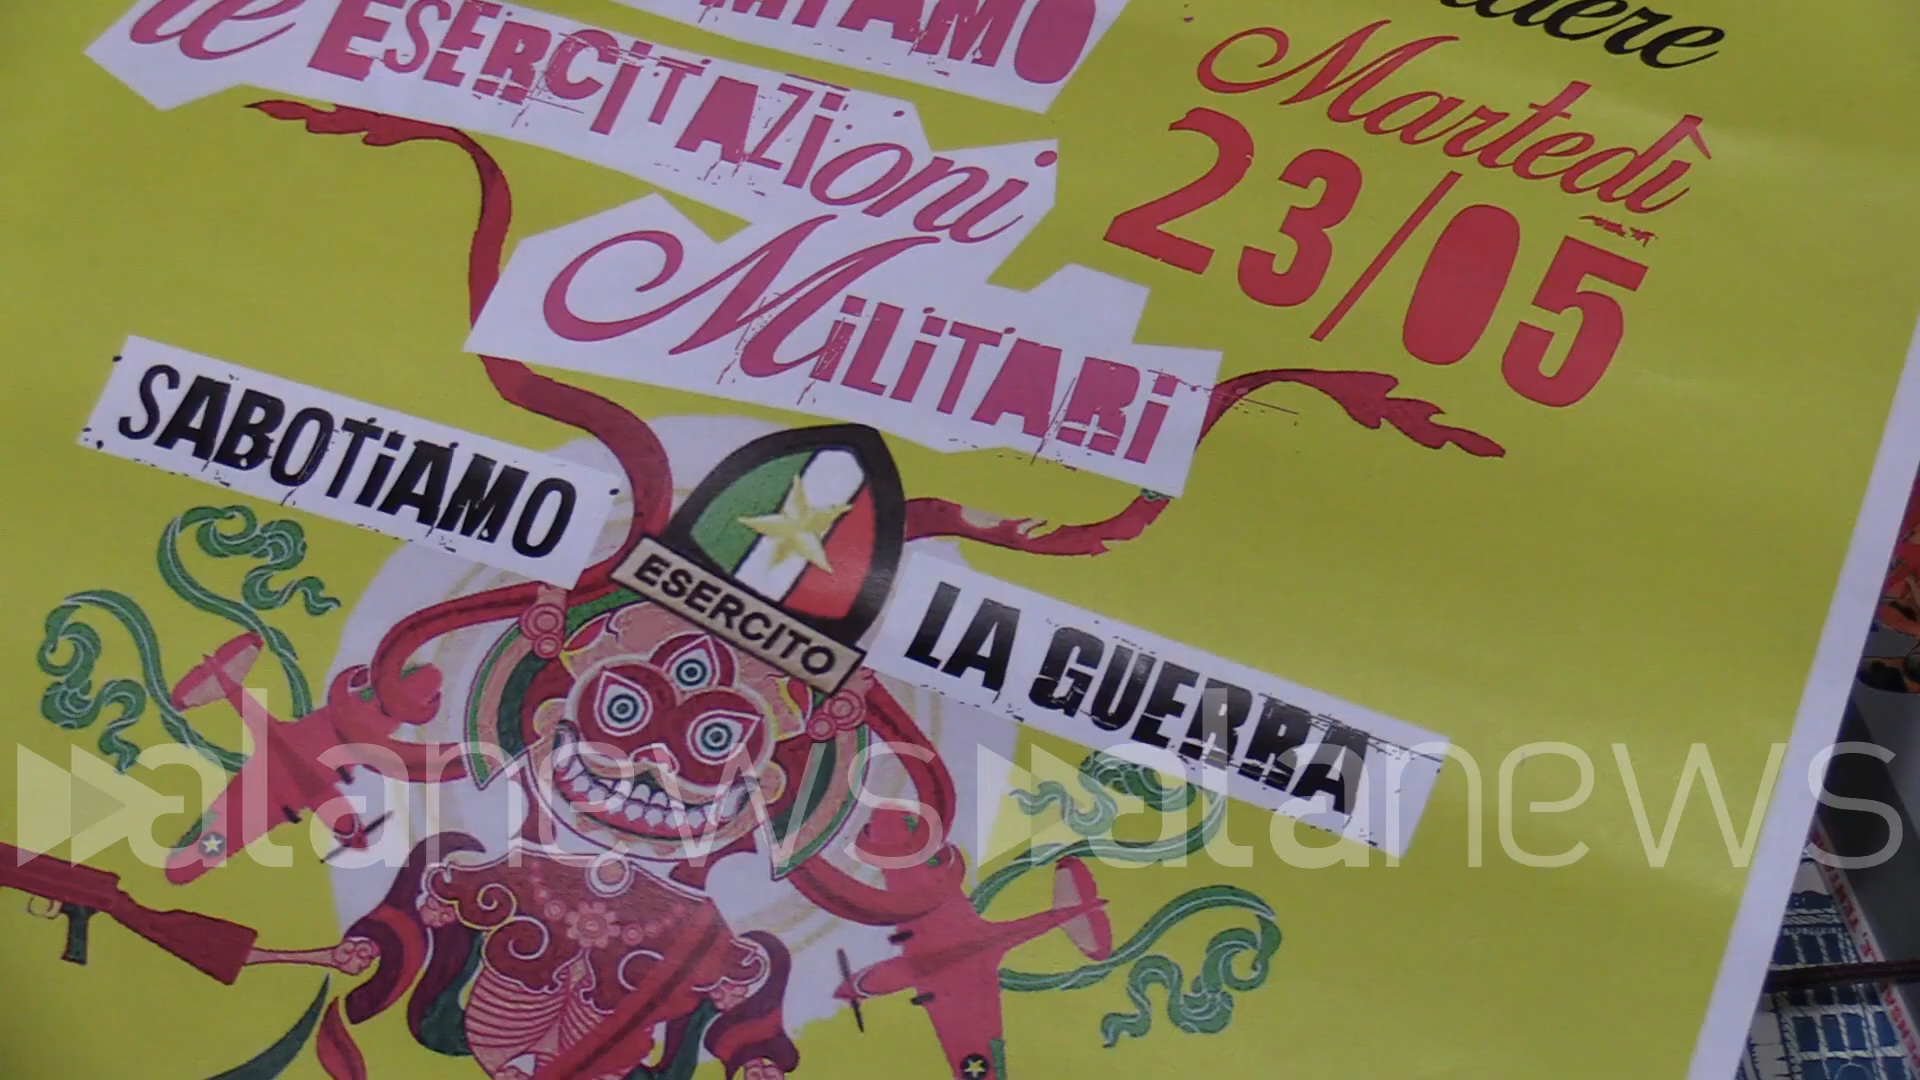 le ESERCITAZiONi
MiLiTARi
Martedì
23/05
SABOTiAMO
LA GUERRA
ESERCITO
alanews alanews